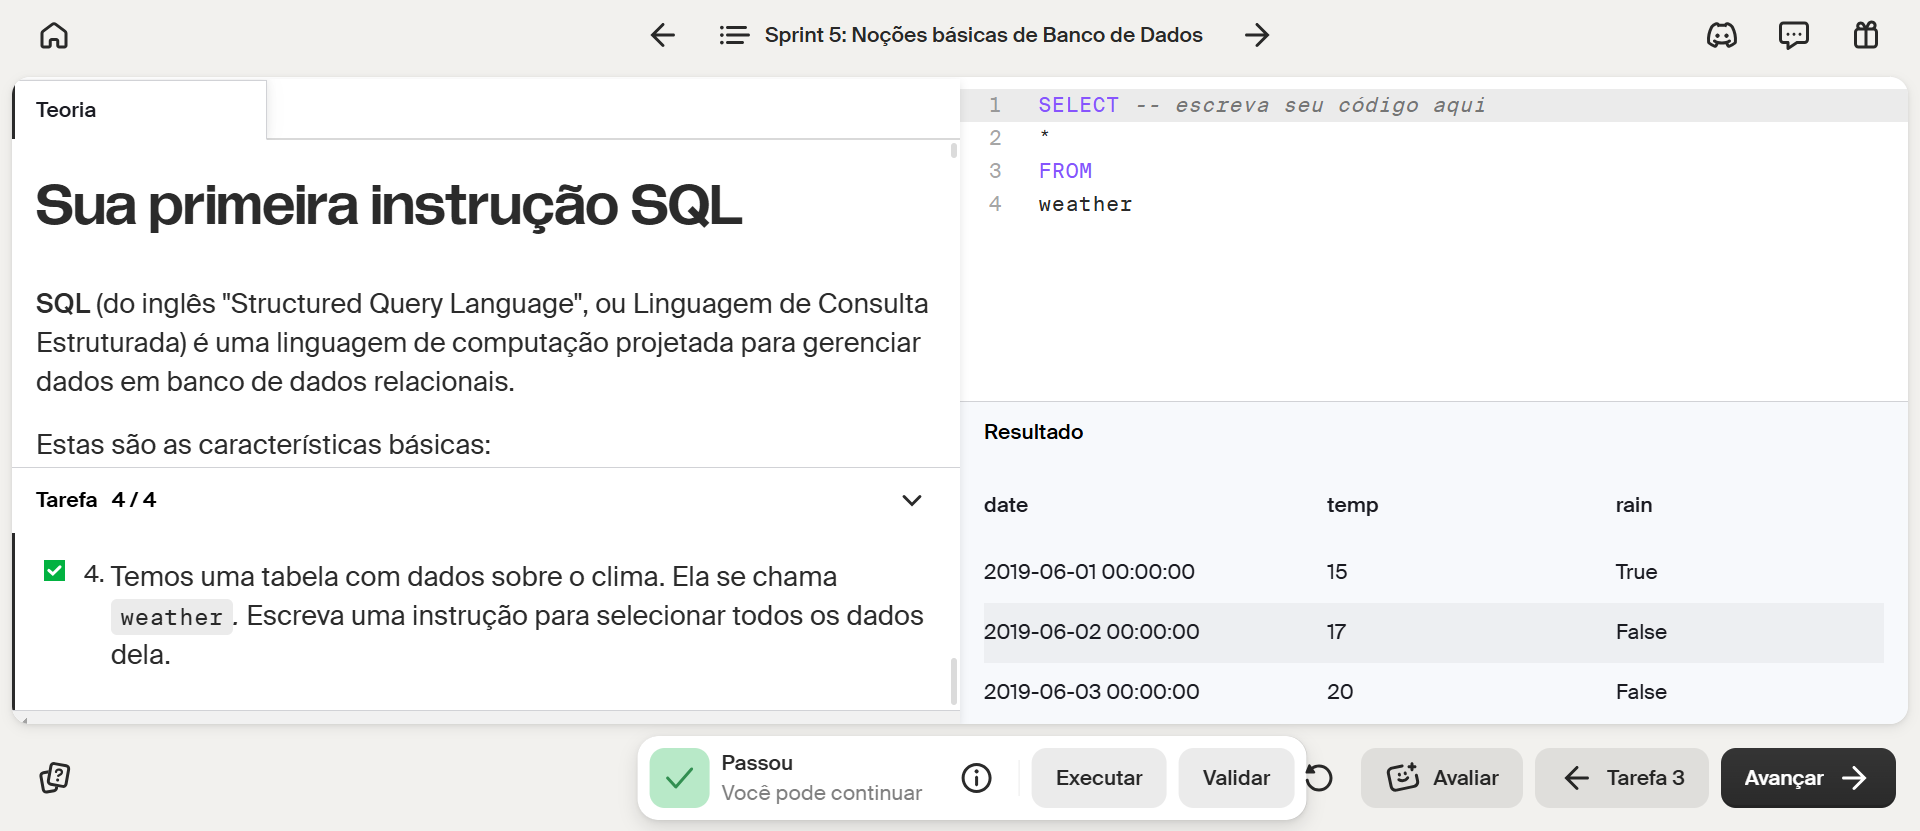 Sprint 5: Noções básicas de Banco de Dados
Teoria
Sua primeira instrução SQL
SQL (do inglês "Structured Query Language", ou Linguagem de Consulta
Estruturada) é uma linguagem de computação projetada para gerenciar
dados em banco de dados relacionais.
Estas são as características básicas:
Tarefa 4 / 4
4. Temos uma tabela com dados sobre o clima. Ela se chama
weather. Escreva uma instrução para selecionar todos os dados
dela.
1 SELECT -- escreva seu código aqui
2 *
3 FROM
4 weather
Resultado
date temp rain
2019-06-01 00:00:00 15 True
2019-06-02 00:00:00 17 False
2019-06-03 00:00:00 20 False
Passou
Você pode continuar
Executar
Validar
Avaliar
Tarefa 3
Avançar